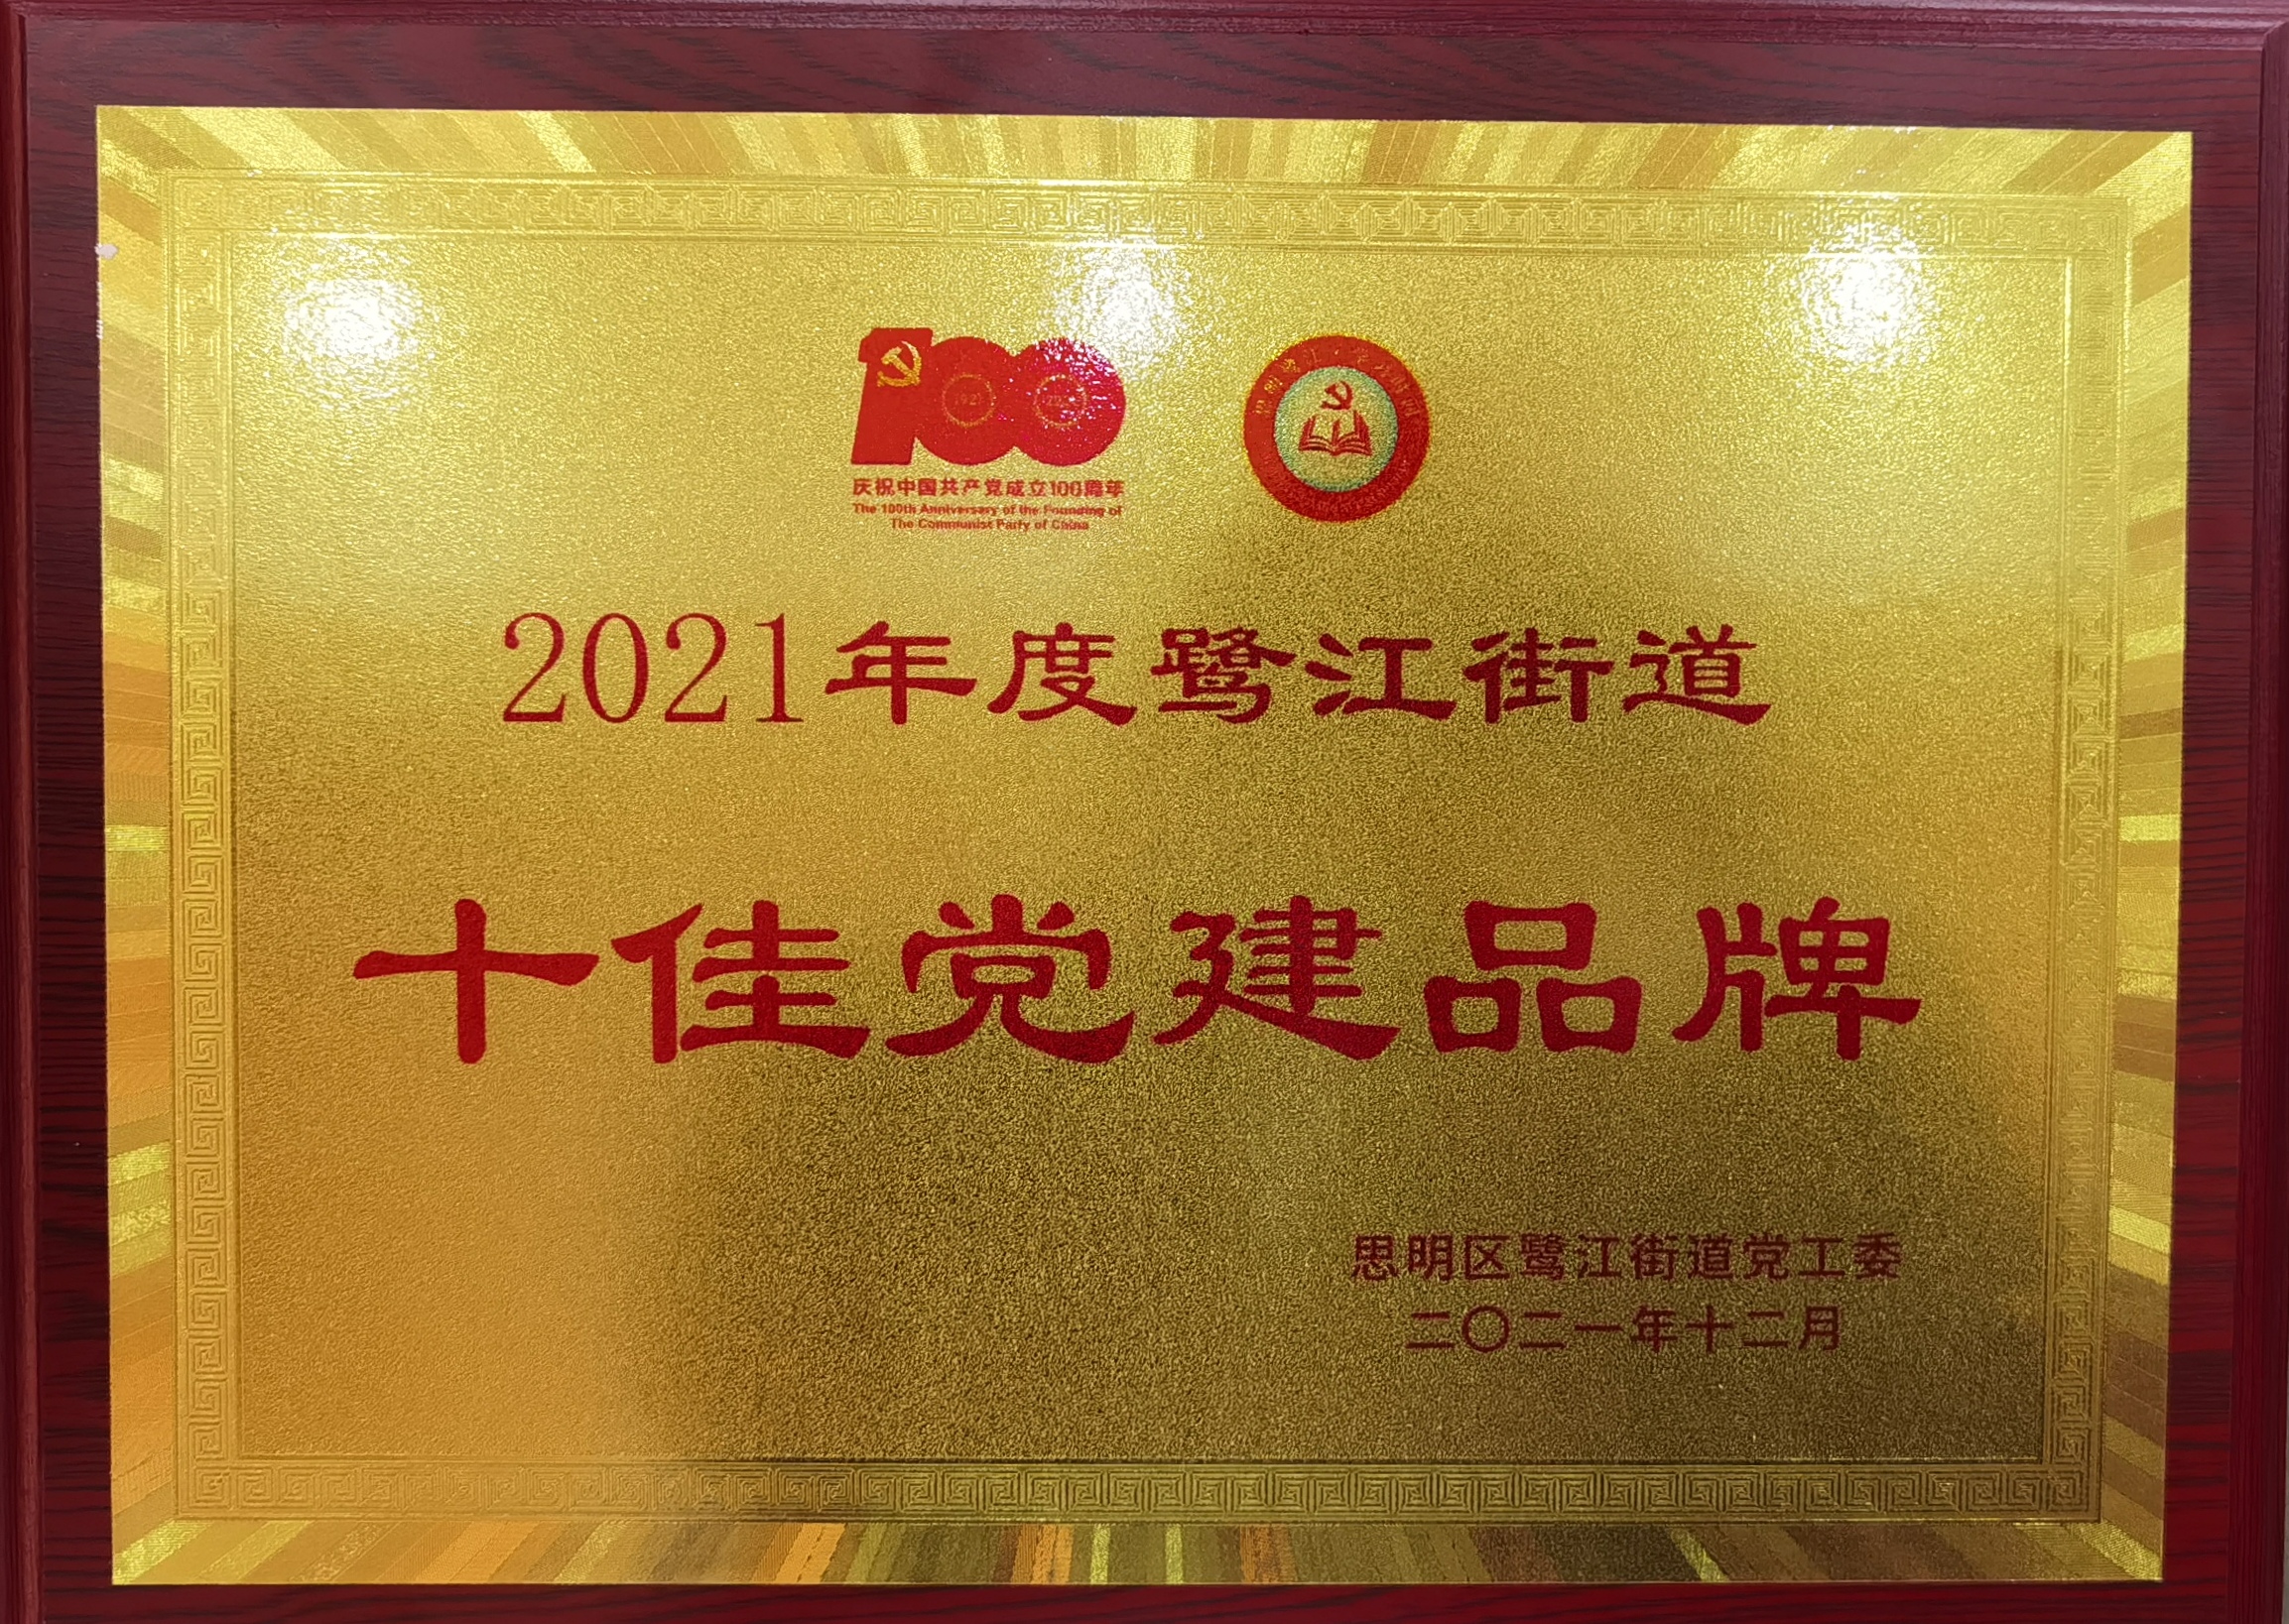 100
1921
庆祝中国共产党成立100周年
The 100th Anniversary of the Founding of
The Communist Party of China
2021年度鹭江街道
十佳党建品牌
思明区鹭江街道党工委
二〇二一年十二月